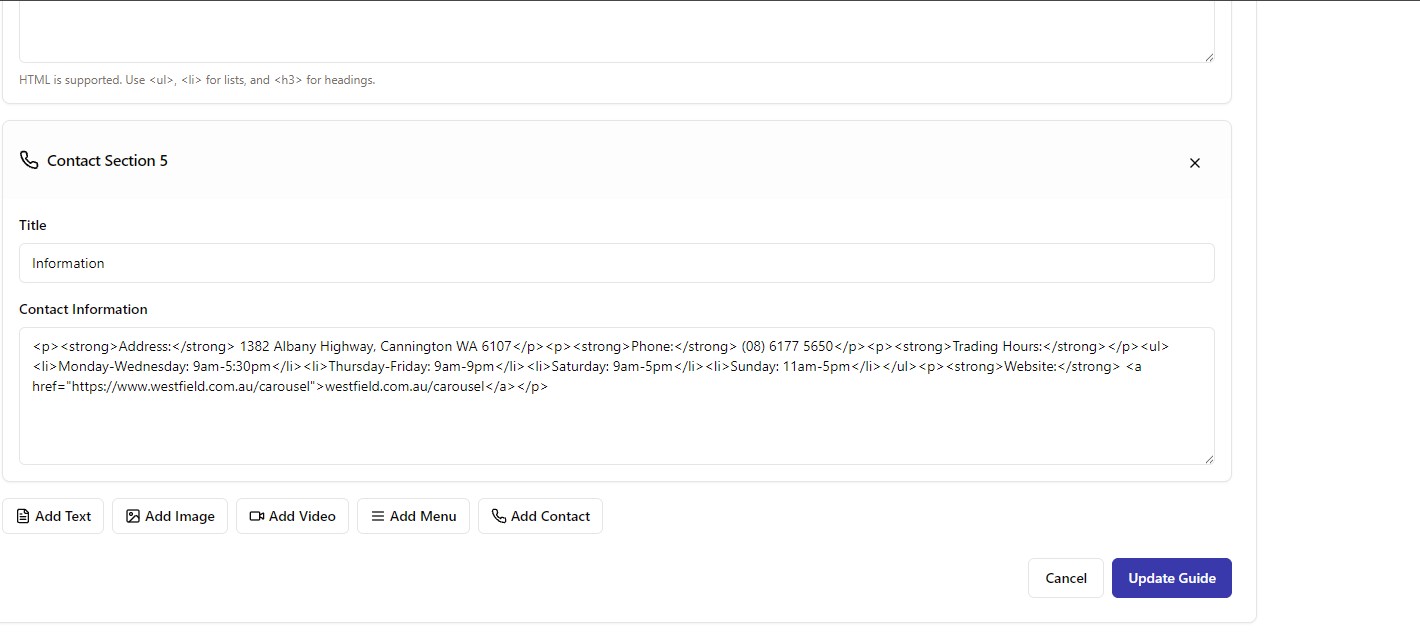 HTML is supported. Use <ul>, <li> for lists, and <h3> for headings.
Contact Section 5
Title
Information
Contact Information
<p><strong>Address:</strong> 1382 Albany Highway, Cannington WA 6107</p><p><strong>Phone:</strong> (08) 6177 5650</p><p><strong>Trading Hours:</strong></p><ul>
<li>Monday-Wednesday: 9am-5:30pm</li><li>Thursday-Friday: 9am-9pm</li><li>Saturday: 9am-5pm</li><li>Sunday: 11am-5pm</li></ul><p><strong>Website:</strong> <a
href="https://www.westfield.com.au/carousel">westfield.com.au/carousel</a></p>
Add Text Add Image Add Video Add Menu Add Contact
Cancel Update Guide